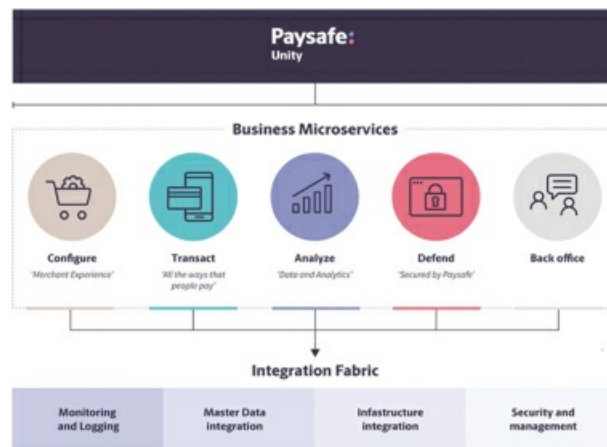 Paysafe:
Unity
Business Microservices
Configure
'Merchant Experience'
Transact
'All the ways that
people pay'
Analyze
'Data and Analytics'
Defend
'Secured by Paysafe'
Back office
Integration Fabric
Monitoring
and Logging
Master Data
integration
Infastructure
integration
Security and
management